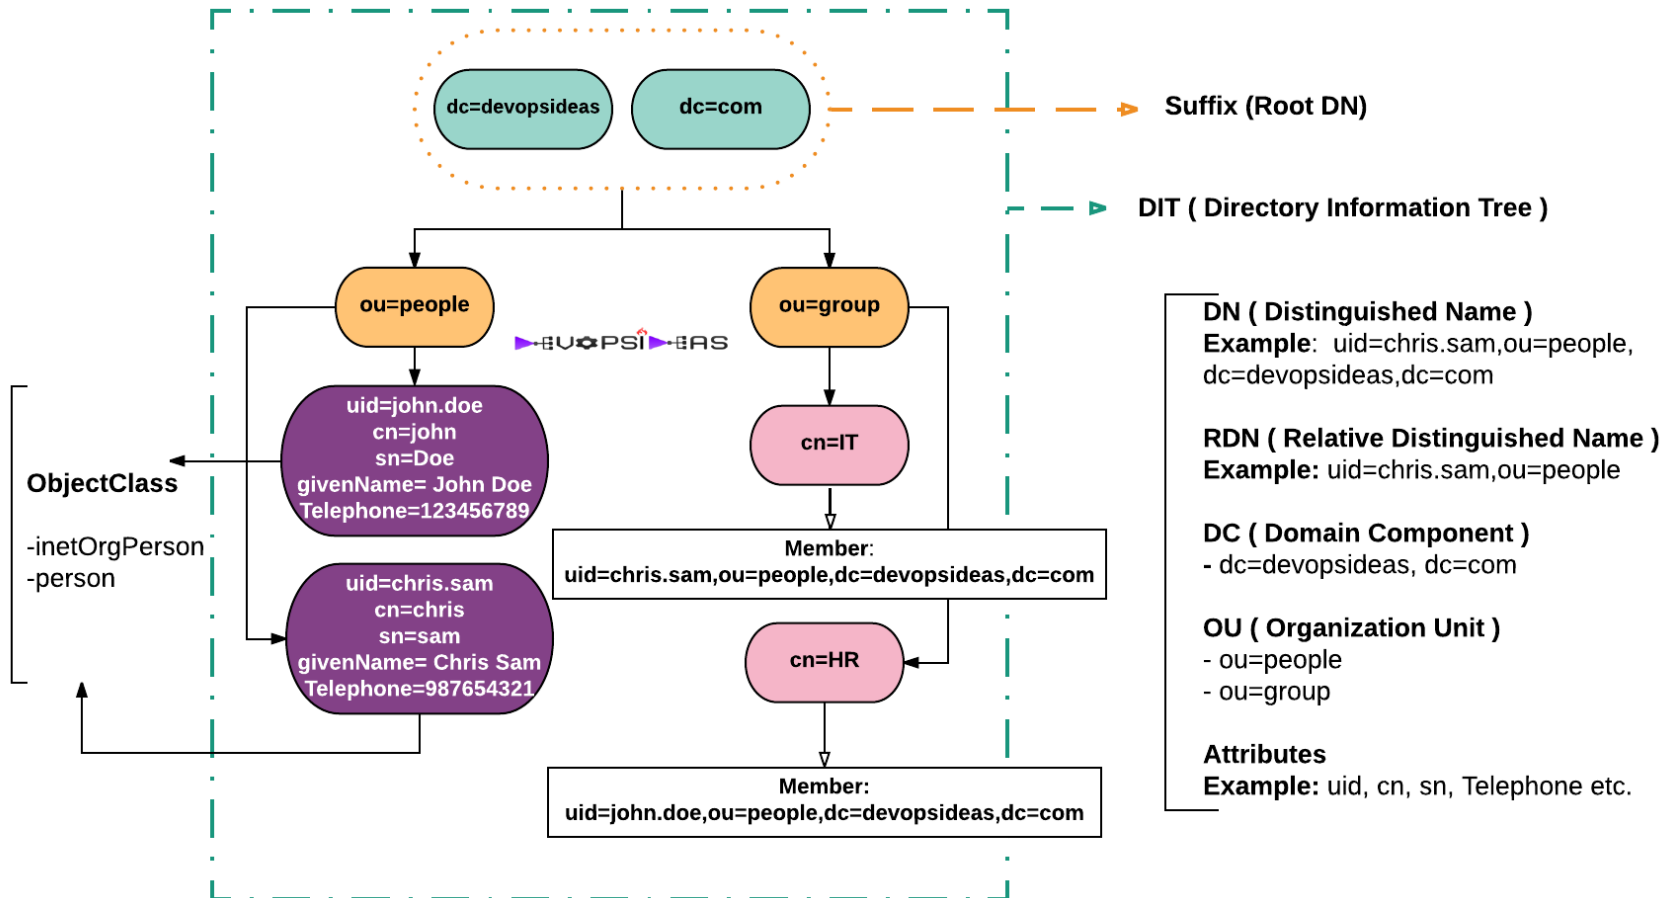 dc=devopsideas
dc=com
Suffix (Root DN)
DIT ( Directory Information Tree )
ou=people
ou=group
DEVOPSIDEAS
uid=john.doe
cn=john
sn=Doe
givenName= John Doe
Telephone=123456789
cn=IT
Member:
uid=chris.sam,ou=people,dc=devopsideas,dc=com
ObjectClass
-inetOrgPerson
-person
uid=chris.sam
cn=chris
sn=sam
givenName= Chris Sam
Telephone=987654321
cn=HR
Member:
uid=john.doe,ou=people,dc=devopsideas,dc=com
DN ( Distinguished Name )
Example:  uid=chris.sam,ou=people,
dc=devopsideas,dc=com
RDN ( Relative Distinguished Name )
Example: uid=chris.sam,ou=people
DC ( Domain Component )
- dc=devopsideas, dc=com
OU ( Organization Unit )
- ou=people
- ou=group
Attributes
Example: uid, cn, sn, Telephone etc.